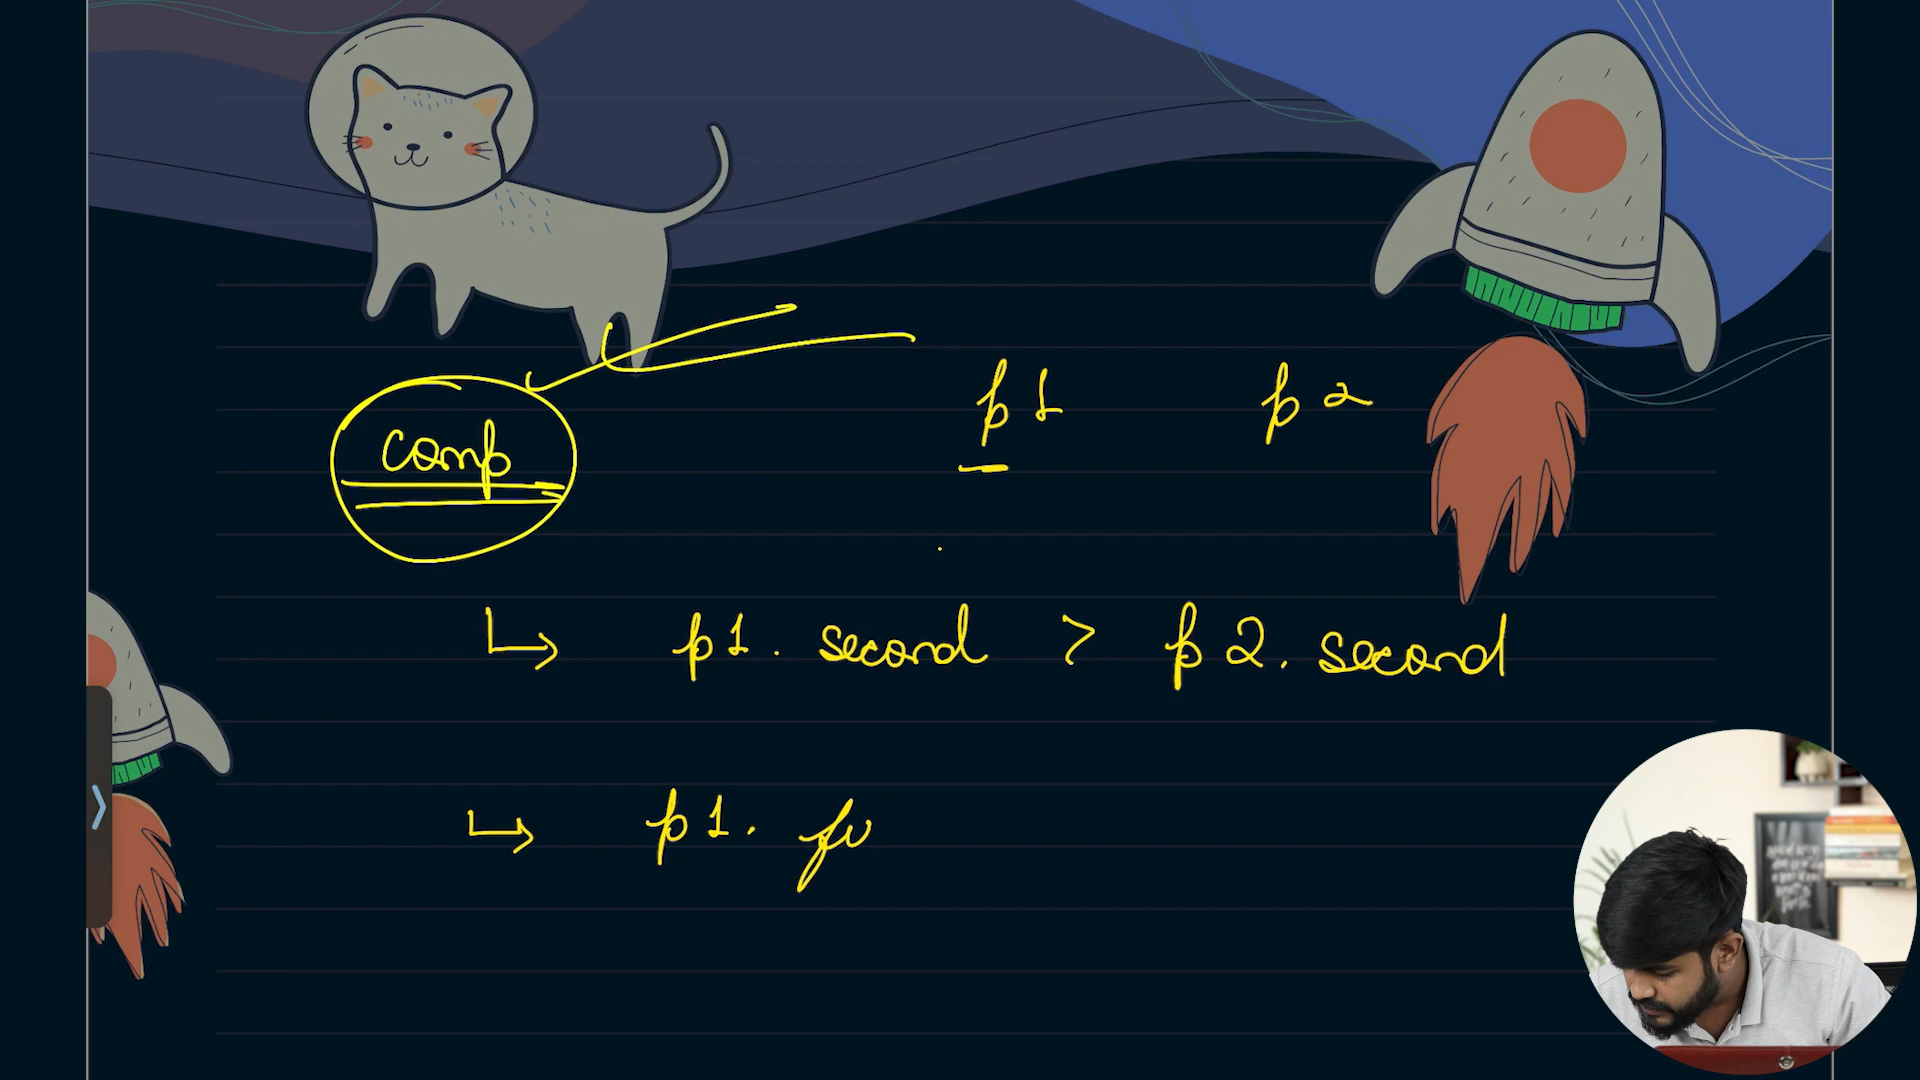 p1 p2
comp
↳ p1. second > p2. second
↳ p1.